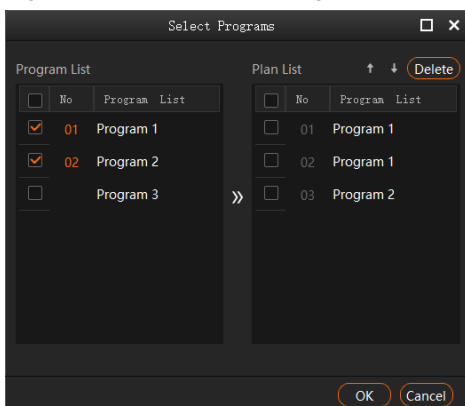 Select Programs
Program List Plan List Delete
No Program List No Program List
01 Program 1 01 Program 1
02 Program 2 02 Program 1
Program 3 03 Program 2
OK Cancel